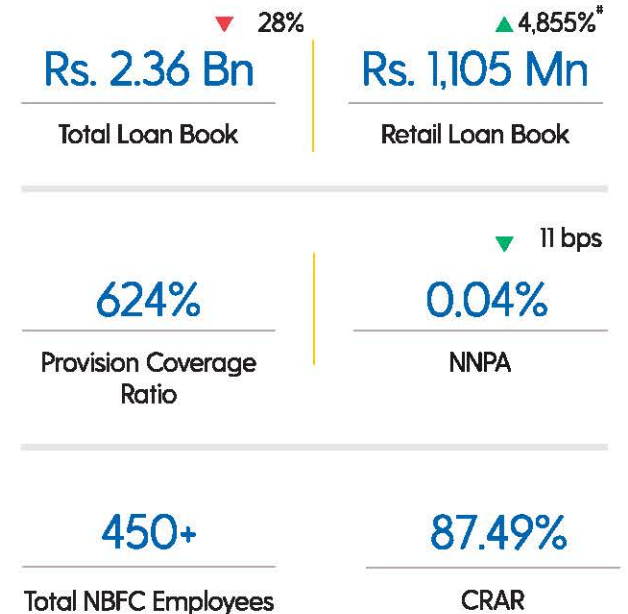 ▼ 28%
Rs. 2.36 Bn
Total Loan Book
▲ 4,855%#
Rs. 1,105 Mn
Retail Loan Book
624%
Provision Coverage
Ratio
▼ 11 bps
0.04%
NNPA
450+
Total NBFC Employees
87.49%
CRAR